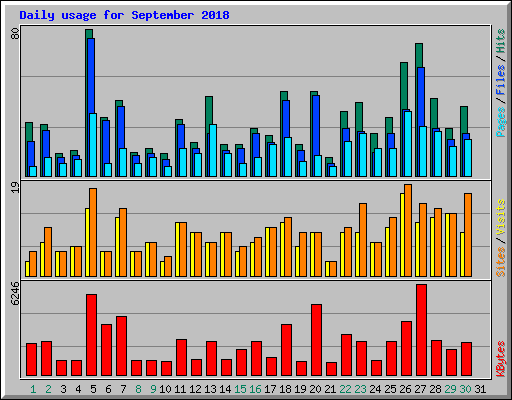 Daily usage for September 2018
80
Pages / Files / Hits
19
Sites / Visits
6246
KBytes
1 2 3 4 5 6 7 8 9 10 11 12 13 14 15 16 17 18 19 20 21 22 23 24 25 26 27 28 29 30 31